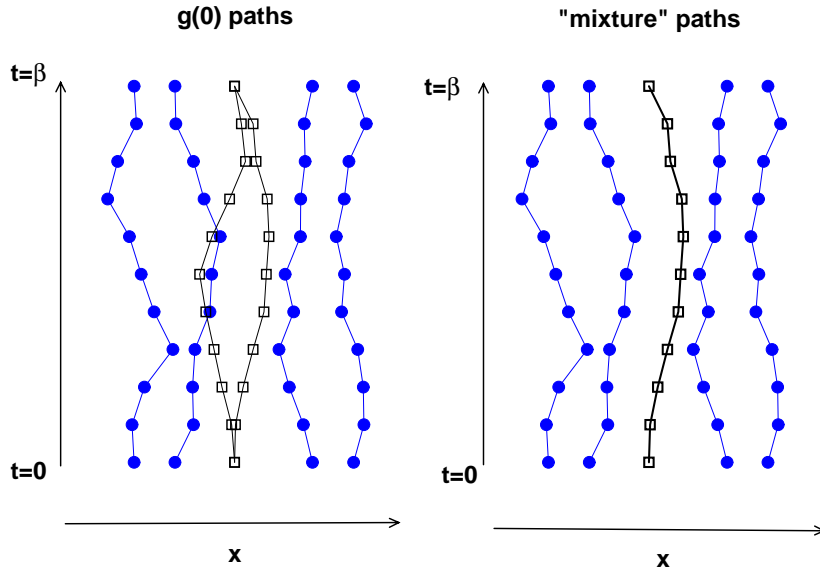 g(0) paths
"mixture" paths
t=β
t=β
t=0
t=0
x
x